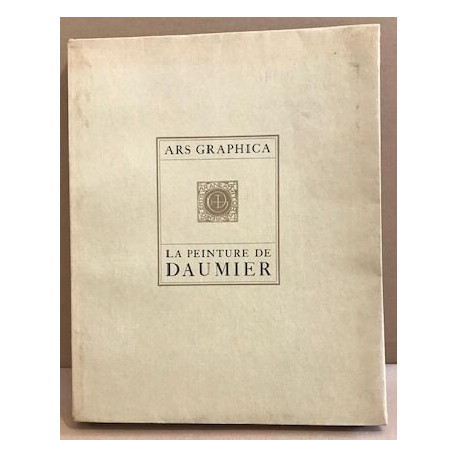 ARS GRAPHICA
LA PEINTURE DE
DAUMIER